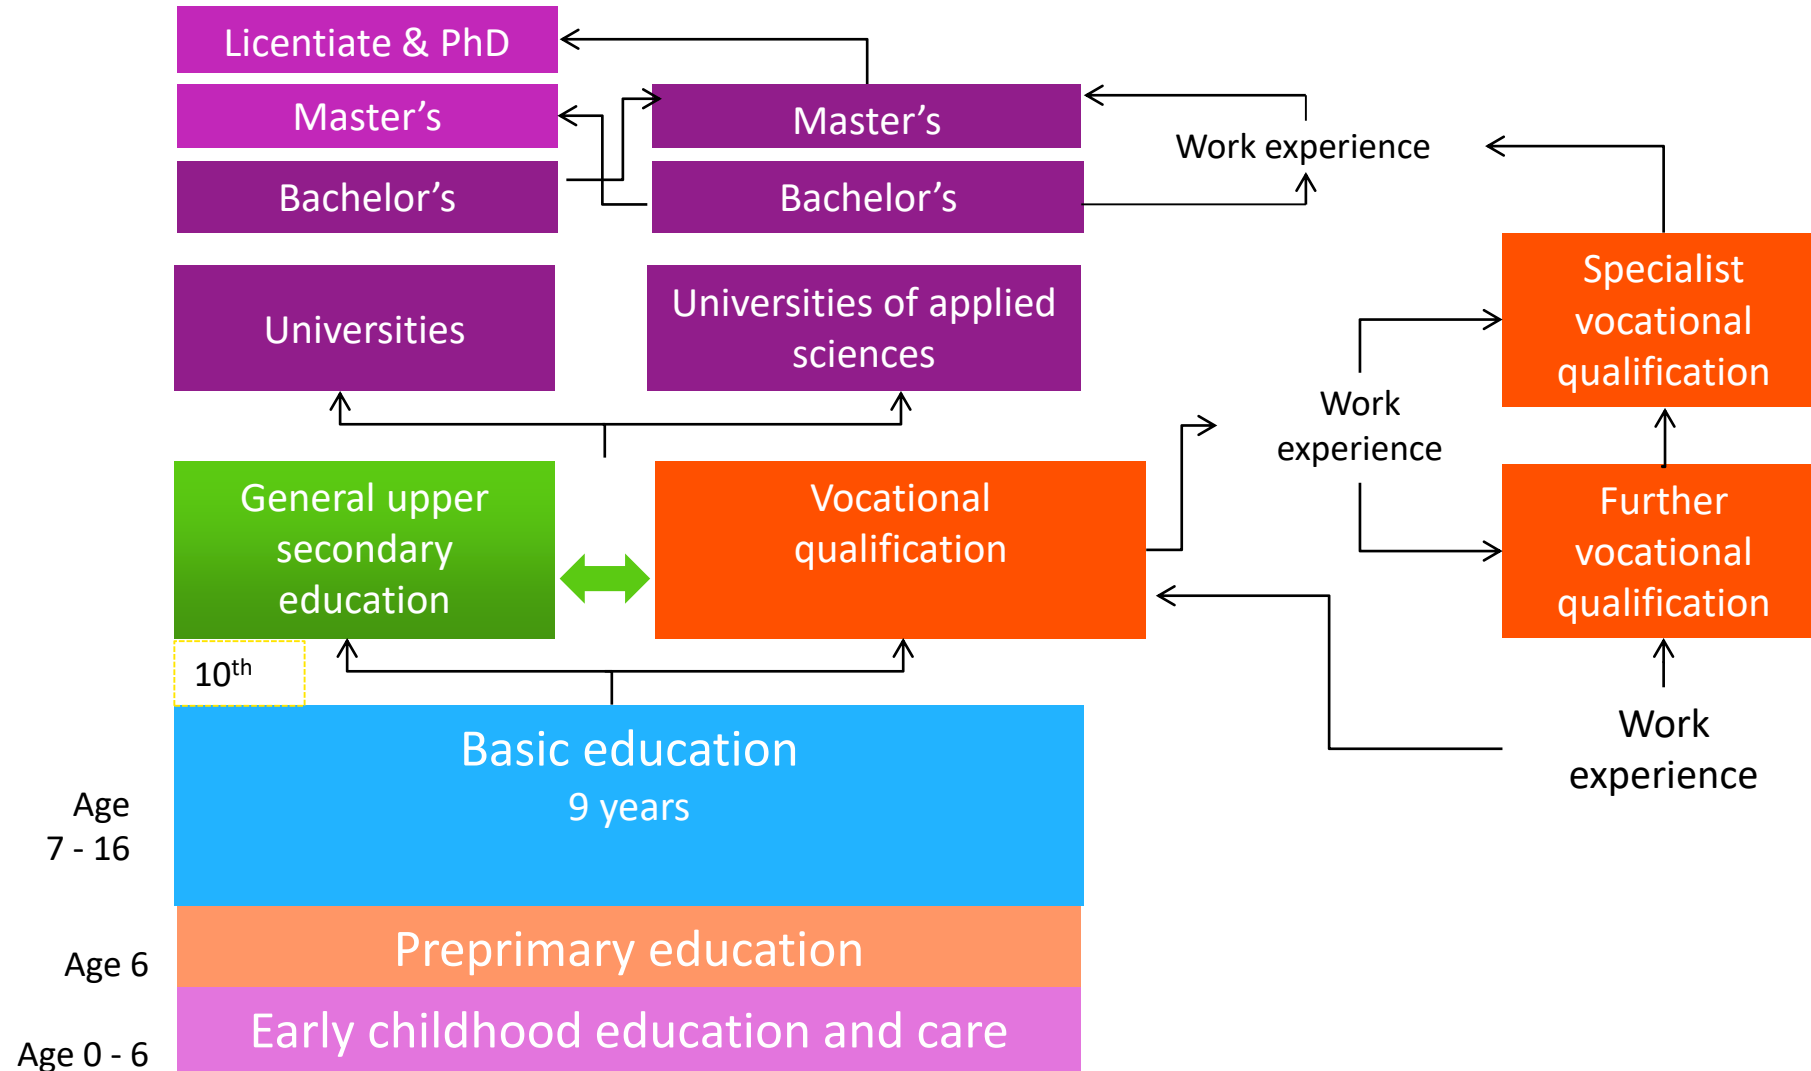 Licentiate & PhD
Master’s
Master’s
Work experience
Bachelor’s
Bachelor’s
Universities
Universities of applied
sciences
Specialist
vocational
qualification
Work
experience
General upper
secondary
education
Vocational
qualification
Further
vocational
qualification
10th
Work
experience
Basic education
9 years
Age
7 - 16
Preprimary education
Age 6
Early childhood education and care
Age 0 - 6